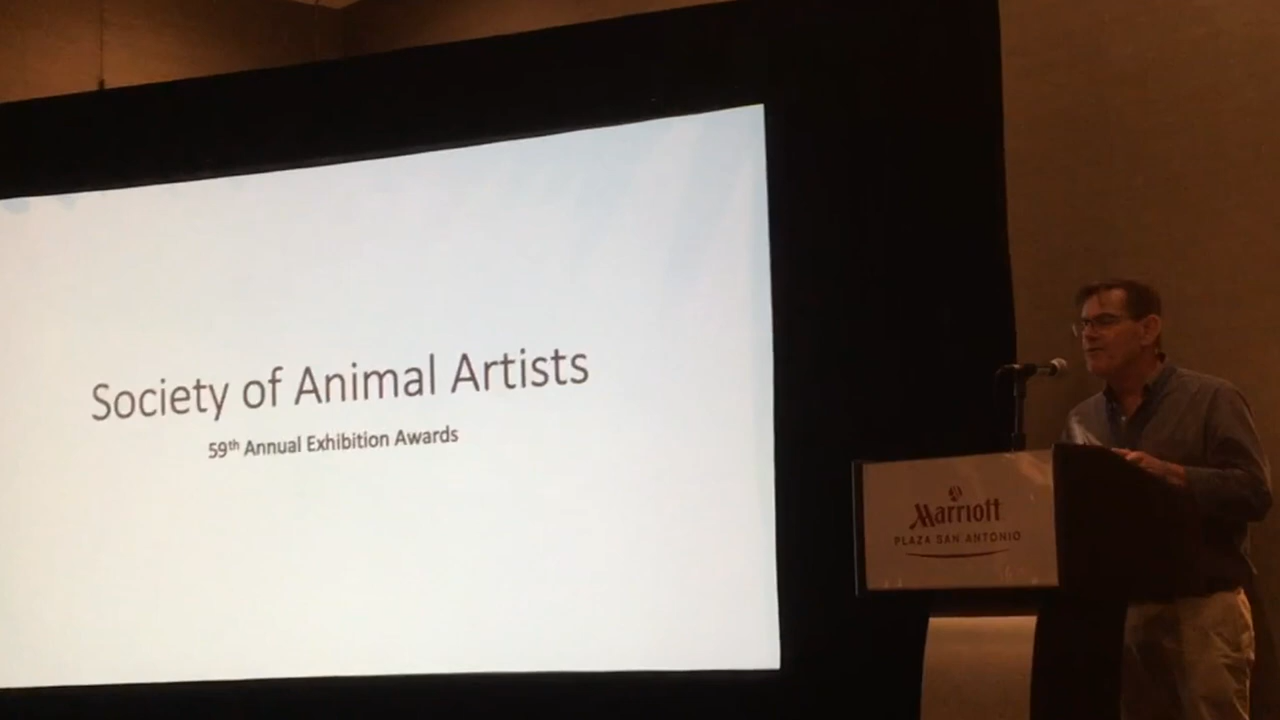 Society of Animal Artists
59th Annual Exhibition Awards
Marriott
PLAZA SAN ANTONIO